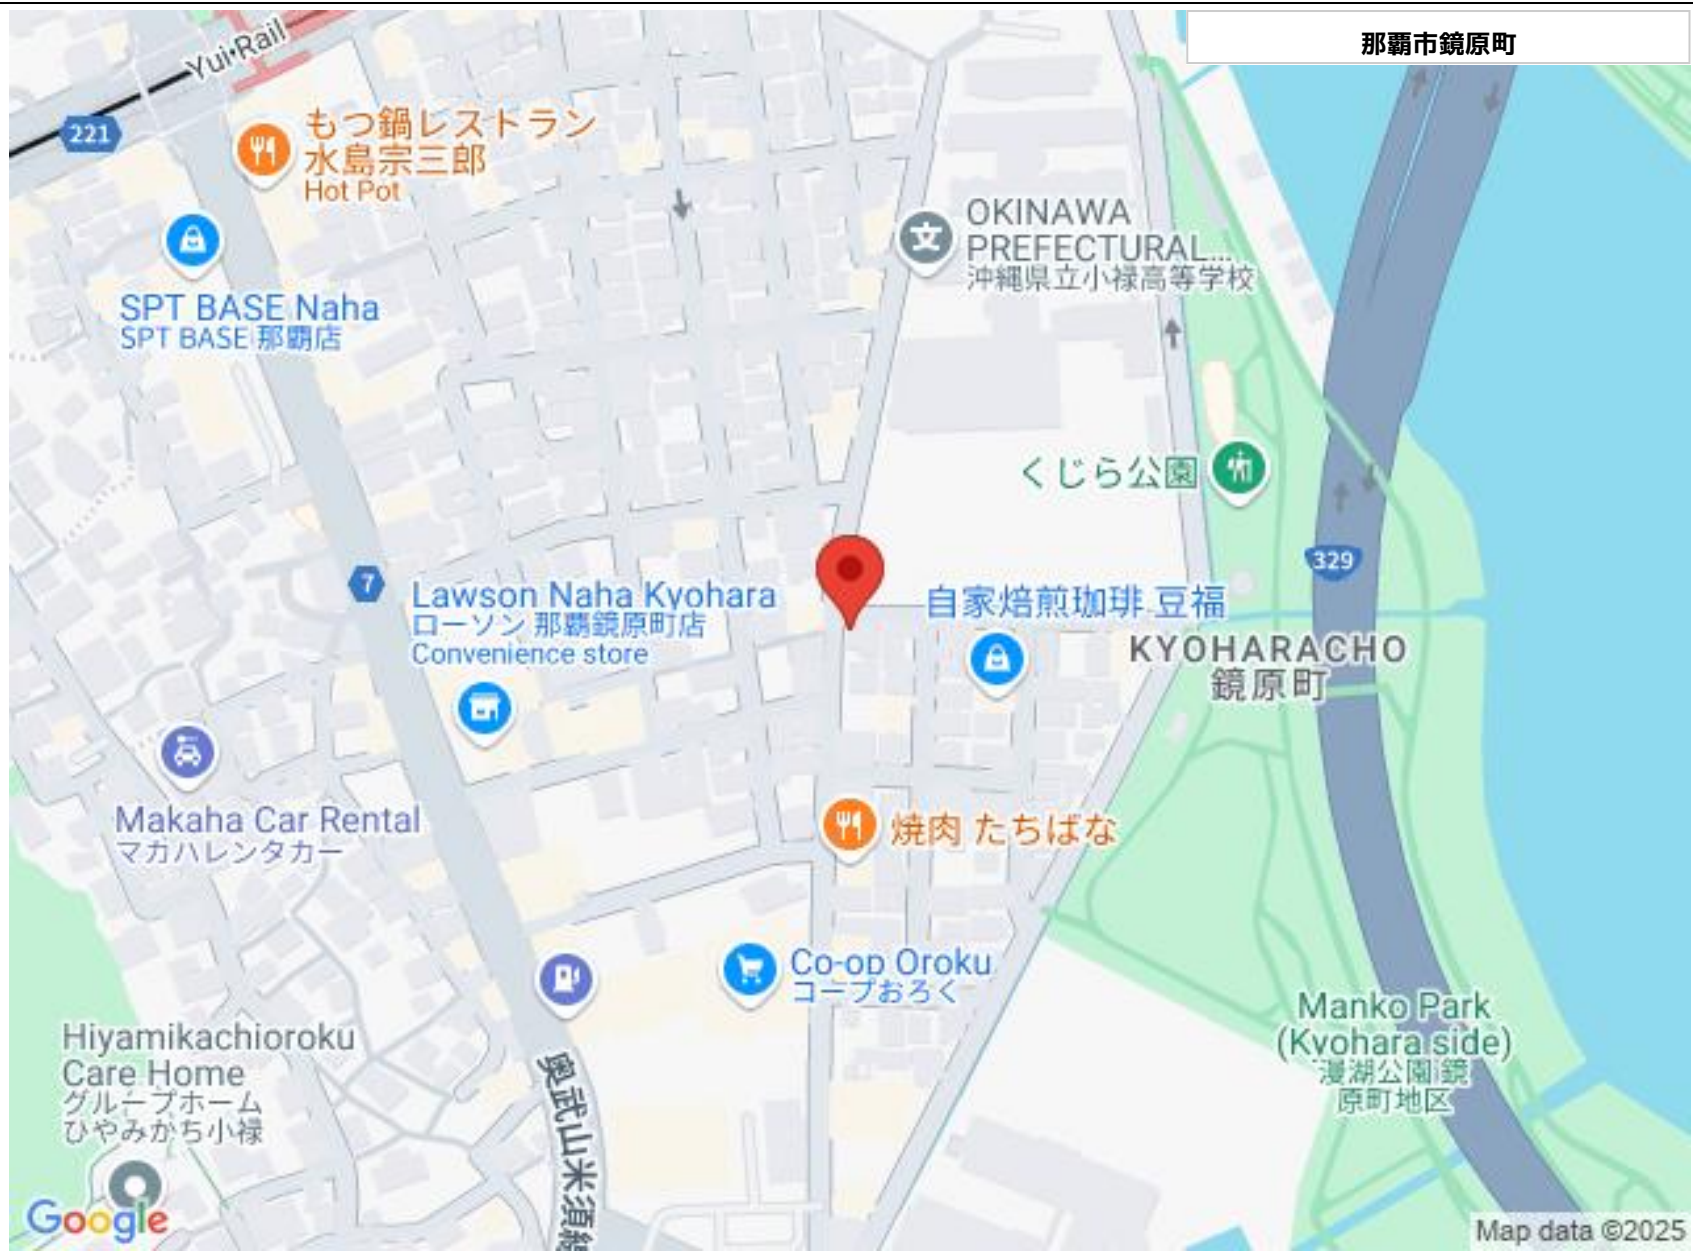 那覇市鏡原町
Yui•Rail
221
もつ鍋レストラン
水島宗三郎
Hot Pot
SPT BASE Naha
SPT BASE 那覇店
OKINAWA
PREFECTURAL...
沖縄県立小禄高等学校
くじら公園
329
7
Lawson Naha Kyohara
ローソン 那覇鏡原町店
Convenience store
自家焙煎珈琲 豆福
KYOHARACHO
鏡原町
Makaha Car Rental
マカハレンタカー
焼肉 たちばな
Co-op Oroku
コープおろく
Manko Park
(Kyohara side)
漫湖公園 鏡
原町地区
Hiyamikachioroku
Care Home
グループホーム
ひやみかち小禄
奥武山米須線
Google
Map data ©2025